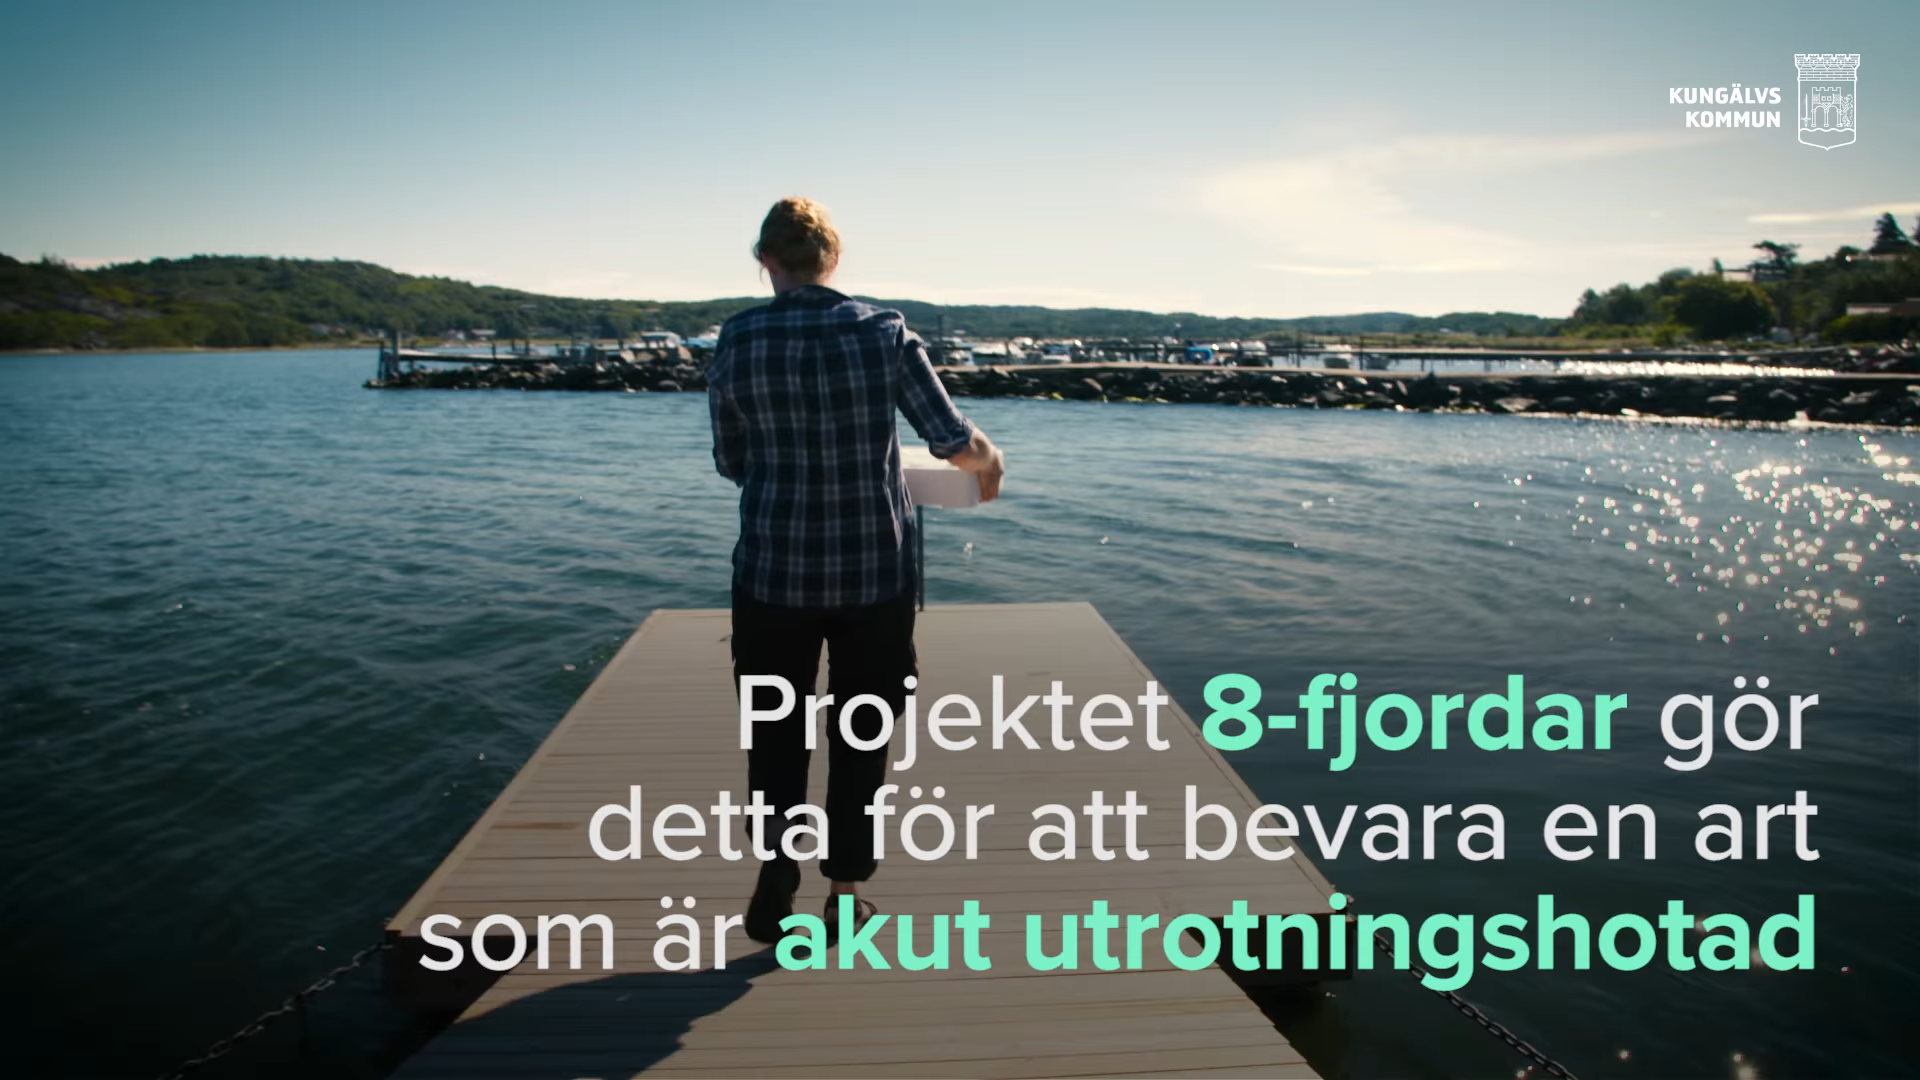 KUNGÄLVS
KOMMUN
Projektet 8-fjordar gör
detta för att bevara en art
som är akut utrotningshotad